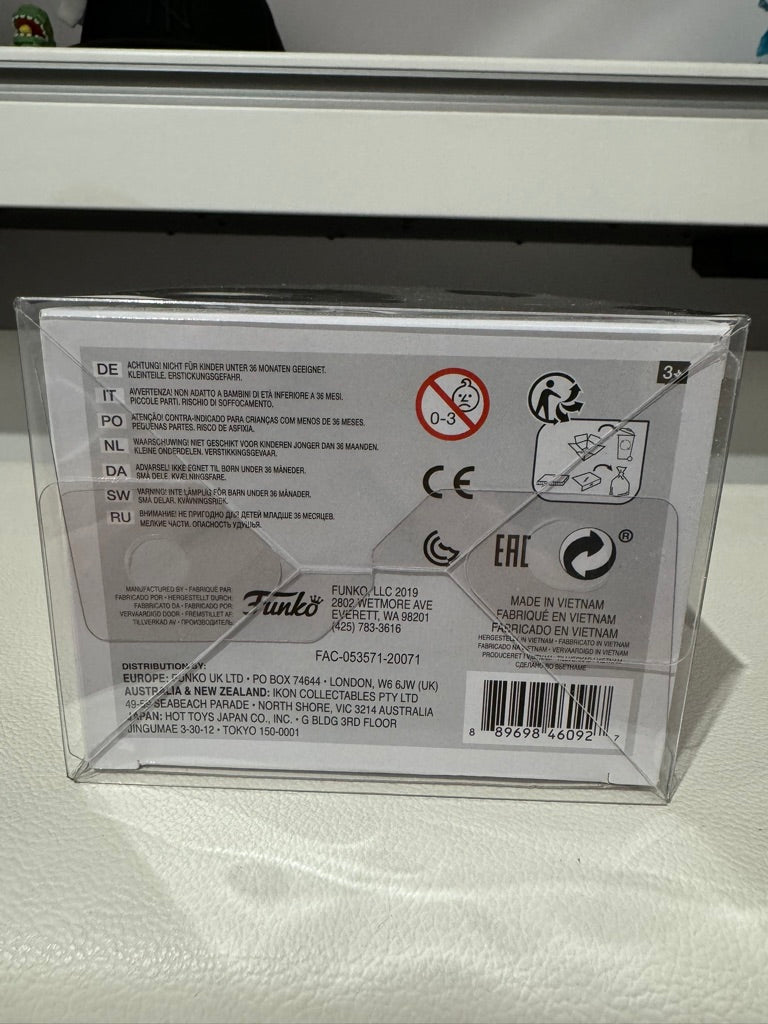 DE ACHTUNG! NICHT FÜR KINDER UNTER 36 MONATEN GEEIGNET.
KLEINTEILE. ERSTICKUNGSGEFAHR.
IT AVVERTENZA! NON ADATTO A BAMBINI DI ETÀ INFERIORE A 36 MESI.
PICCOLE PARTI. RISCHIO DI SOFFOCAMENTO.
PO ATENÇÃO! CONTRA-INDICADO PARA CRIANÇAS COM MENOS DE 36 MESES.
PEQUENAS PARTES. RISCO DE ASFIXIA.
NL WAARSCHUWING! NIET GESCHIKT VOOR KINDEREN JONGER DAN 36 MAANDEN.
KLEINE ONDERDELEN. VERSTIKKINGSGEVAAR.
DA ADVARSEL! IKKE EGNET TIL BØRN UNDER 36 MÅNEDER.
SMÅ DELE. KVÆLNINGSFARE.
SW VARNING! INTE LÄMPLIG FÖR BARN UNDER 36 MÅNADER.
SMÅ DELAR. KVÄVNINGSRISK.
RU ВНИМАНИЕ! НЕ ПРИГОДНО ДЛЯ ДЕТЕЙ МЛАДШЕ 36 МЕСЯЦЕВ.
МЕЛКИЕ ЧАСТИ. ОПАСНОСТЬ УДУШЬЯ.
0-3
3+
CE
EAC
®
MANUFACTURED BY • FABRIQUÉ PAR
FABRICADO POR • HERGESTELLT DURCH
FABBRICATO DA • FABRICADO POR
VERVAARDIGD DOOR • FREMSTILLET AF
TILLVERKAD AV • ПРОИЗВОДИТЕЛЬ
Funko
FUNKO, LLC 2019
2802 WETMORE AVE
EVERETT, WA 98201
(425) 783-3616
FAC-053571-20071
MADE IN VIETNAM
FABRIQUÉ EN VIETNAM
FABRICADO EN VIETNAM
HERGESTELLT IN VIETNAM • FABBRICATO IN VIETNAM
FABRICADO NA VIETNAM • VERVAARDIGD IN VIETNAM
СДЕЛАНО ВО ВЬЕТНАМЕ
DISTRIBUTION BY:
EUROPE: FUNKO UK LTD • PO BOX 74644 • LONDON, W6 6JW (UK)
AUSTRALIA & NEW ZEALAND: IKON COLLECTABLES PTY LTD
49-59 SEABEACH PARADE • NORTH SHORE, VIC 3214 AUSTRALIA
JAPAN: HOT TOYS JAPAN CO., INC. • G BLDG 3RD FLOOR
JINGUMAE 3-30-12 • TOKYO 150-0001
8 89698 46092 7